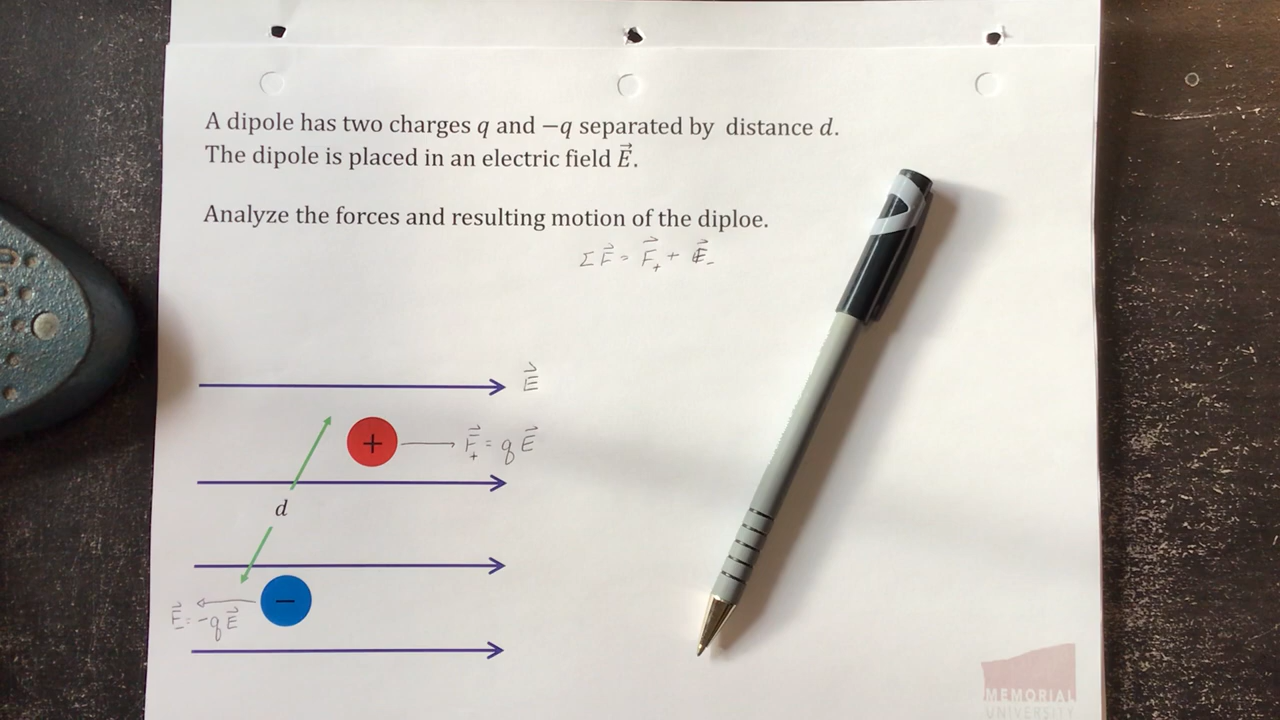 A dipole has two charges q and −q separated by distance d.
The dipole is placed in an electric field E⃗.
Analyze the forces and resulting motion of the diploe.
ΣF⃗ = F⃗₊ + F⃗₋
E⃗
+
F⃗₊ = qE⃗
d
−
F⃗₋ = -qE⃗
MEMORIAL
UNIVERSITY